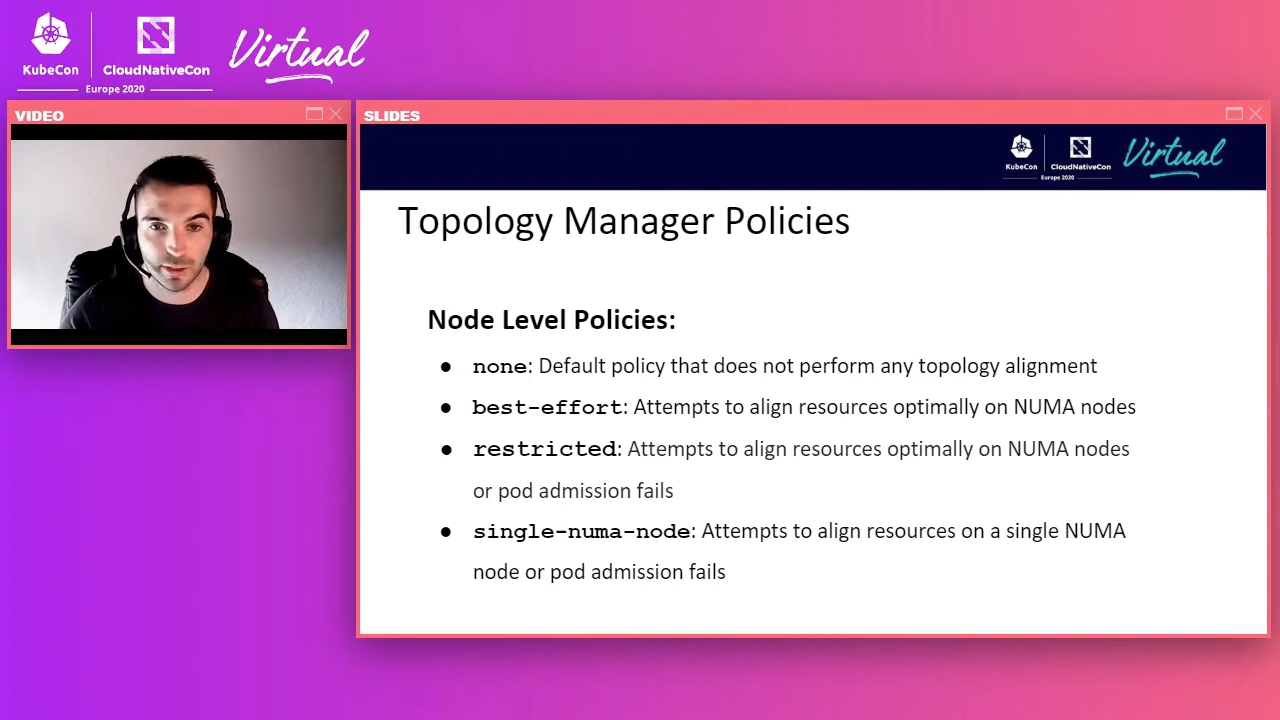 KubeCon
CloudNativeCon
Europe 2020
Virtual
VIDEO
SLIDES
KubeCon
CloudNativeCon
Europe 2020
Virtual
Topology Manager Policies
Node Level Policies:
● none: Default policy that does not perform any topology alignment
● best-effort: Attempts to align resources optimally on NUMA nodes
● restricted: Attempts to align resources optimally on NUMA nodes
or pod admission fails
● single-numa-node: Attempts to align resources on a single NUMA
node or pod admission fails